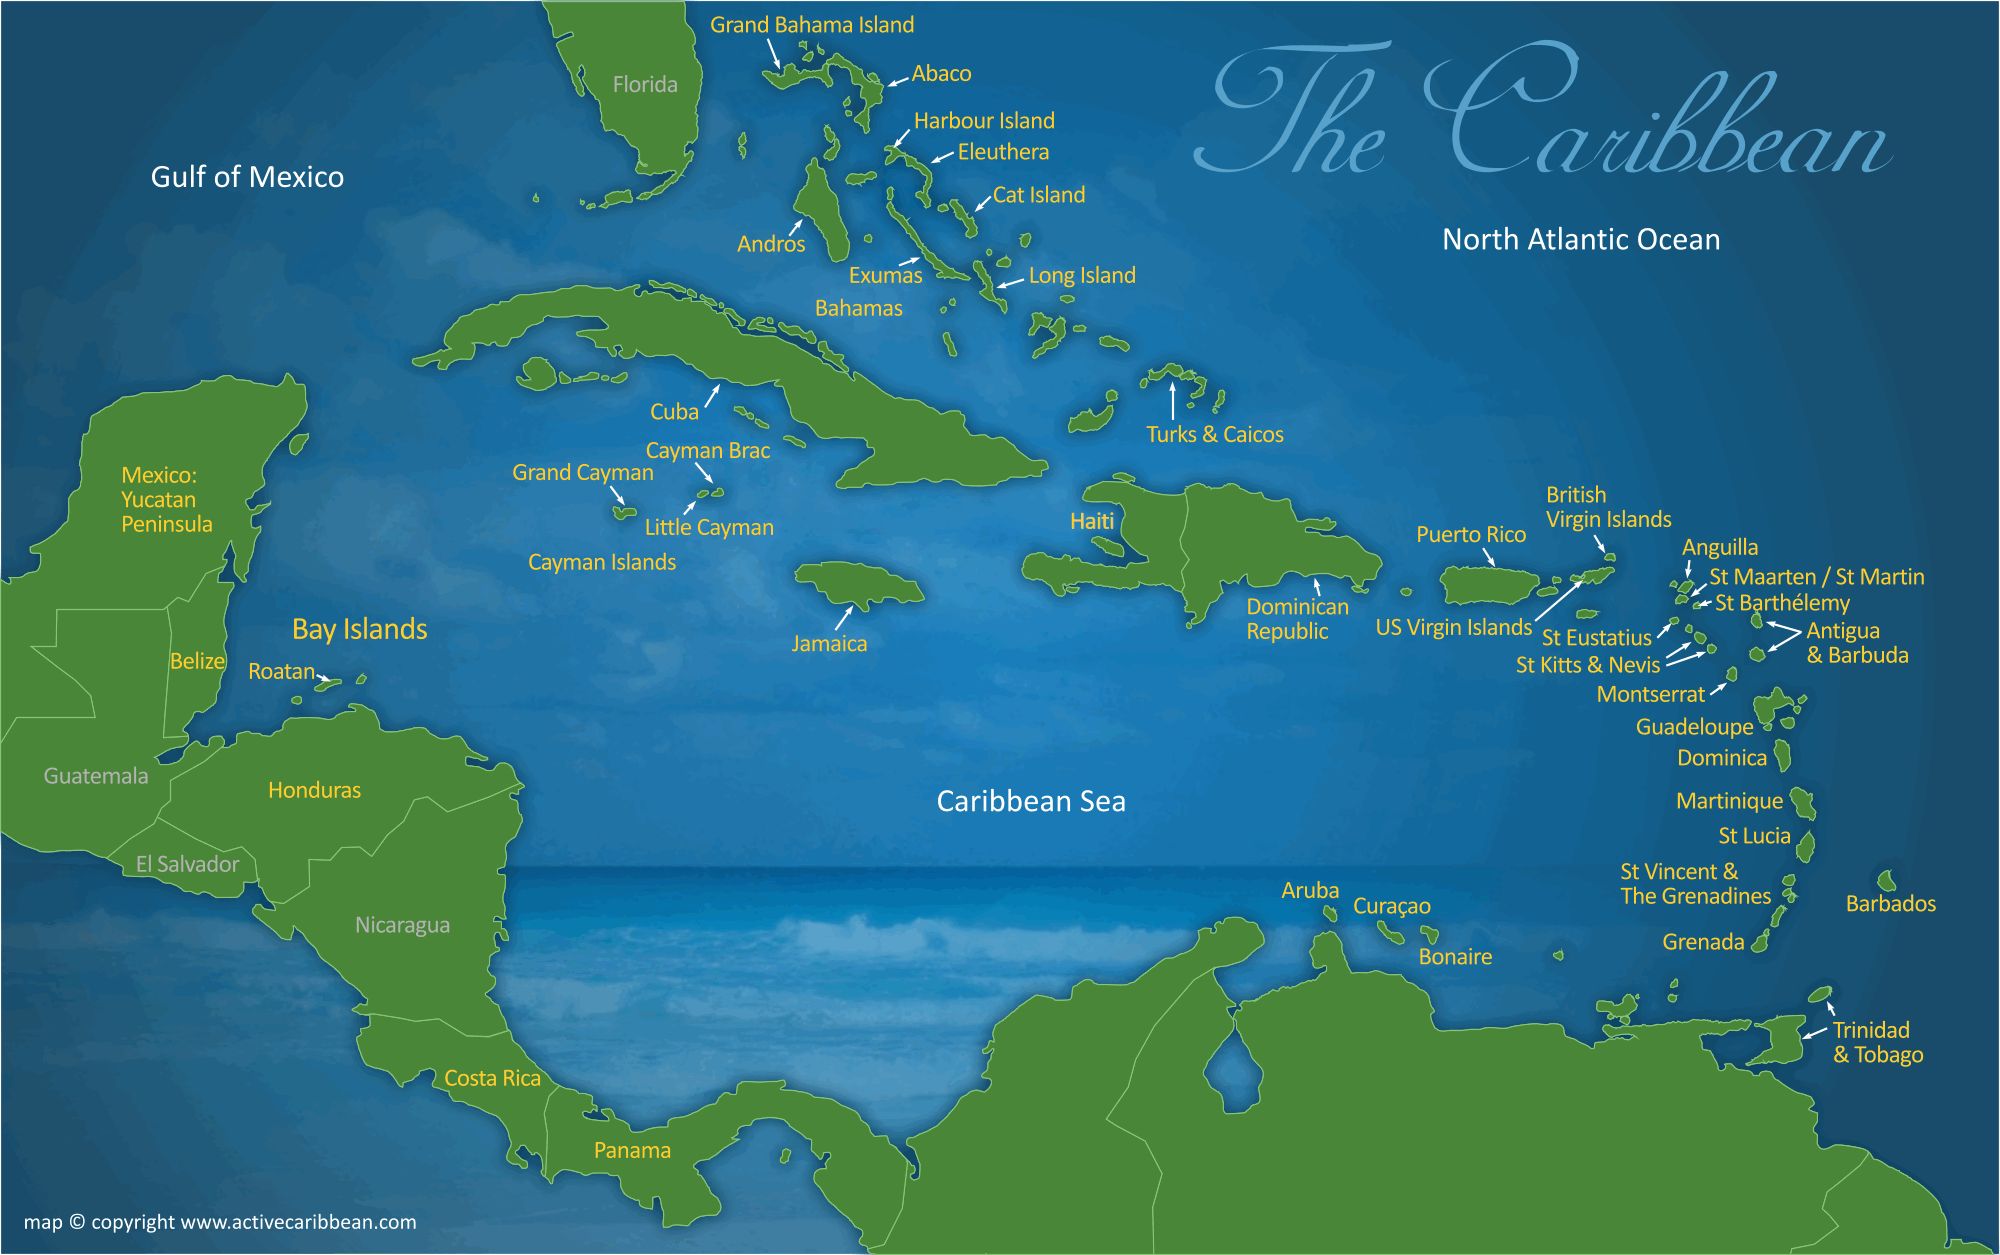 Grand Bahama Island
Florida
Abaco
The Caribbean
Harbour Island
Eleuthera
Gulf of Mexico
Cat Island
Andros
North Atlantic Ocean
Exumas
Long Island
Bahamas
Cuba
Turks & Caicos
Cayman Brac
Grand Cayman
Mexico:
Yucatan
Peninsula
Little Cayman
Cayman Islands
Haiti
British
Virgin Islands
Puerto Rico
Anguilla
St Maarten / St Martin
St Barthélemy
Dominican
Republic
US Virgin Islands
St Eustatius
Antigua
& Barbuda
St Kitts & Nevis
Jamaica
Bay Islands
Belize
Roatan
Montserrat
Guadeloupe
Dominica
Guatemala
Honduras
Caribbean Sea
Martinique
St Lucia
El Salvador
St Vincent &
The Grenadines
Aruba
Curaçao
Barbados
Nicaragua
Bonaire
Grenada
Trinidad
& Tobago
Costa Rica
Panama
map © copyright www.activecaribbean.com